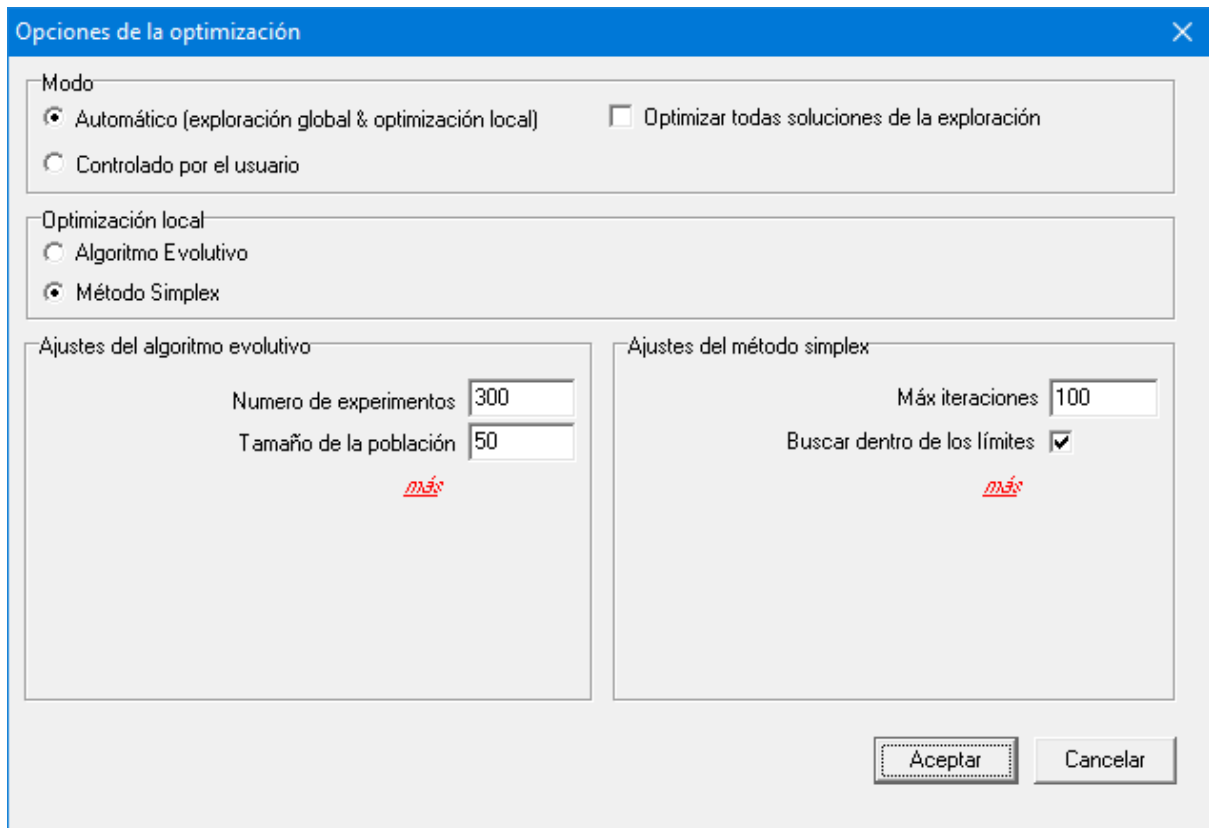 Opciones de la optimización
Modo
Automático (exploración global & optimización local)
Optimizar todas soluciones de la exploración
Controlado por el usuario
Optimización local
Algoritmo Evolutivo
Método Simplex
Ajustes del algoritmo evolutivo
Numero de experimentos 300
Tamaño de la población 50
más
Ajustes del método simplex
Máx iteraciones 100
Buscar dentro de los límites
más
Aceptar
Cancelar